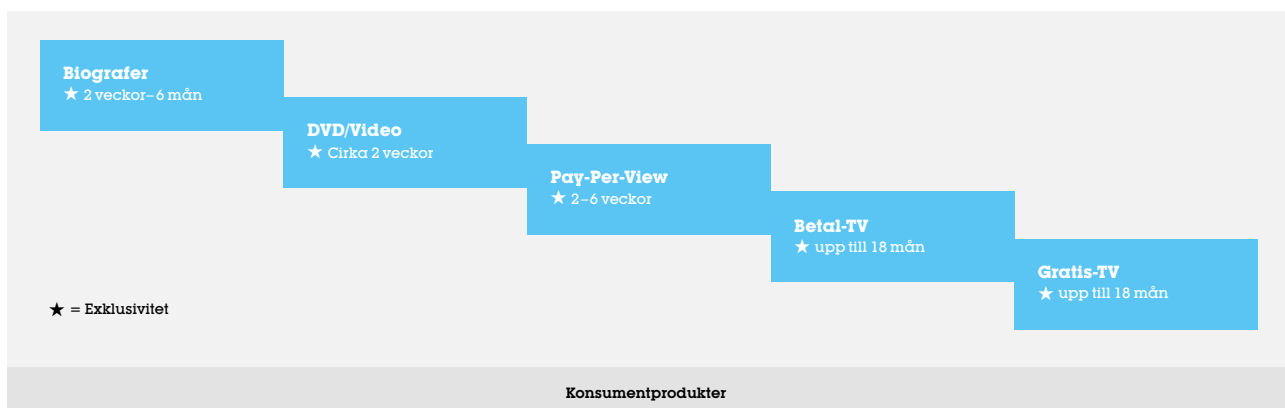 Biografer
★ 2 veckor–6 mån
DVD/Video
★ Cirka 2 veckor
Pay-Per-View
★ 2–6 veckor
Betal-TV
★ upp till 18 mån
Gratis-TV
★ upp till 18 mån
★ = Exklusivitet
Konsumentprodukter